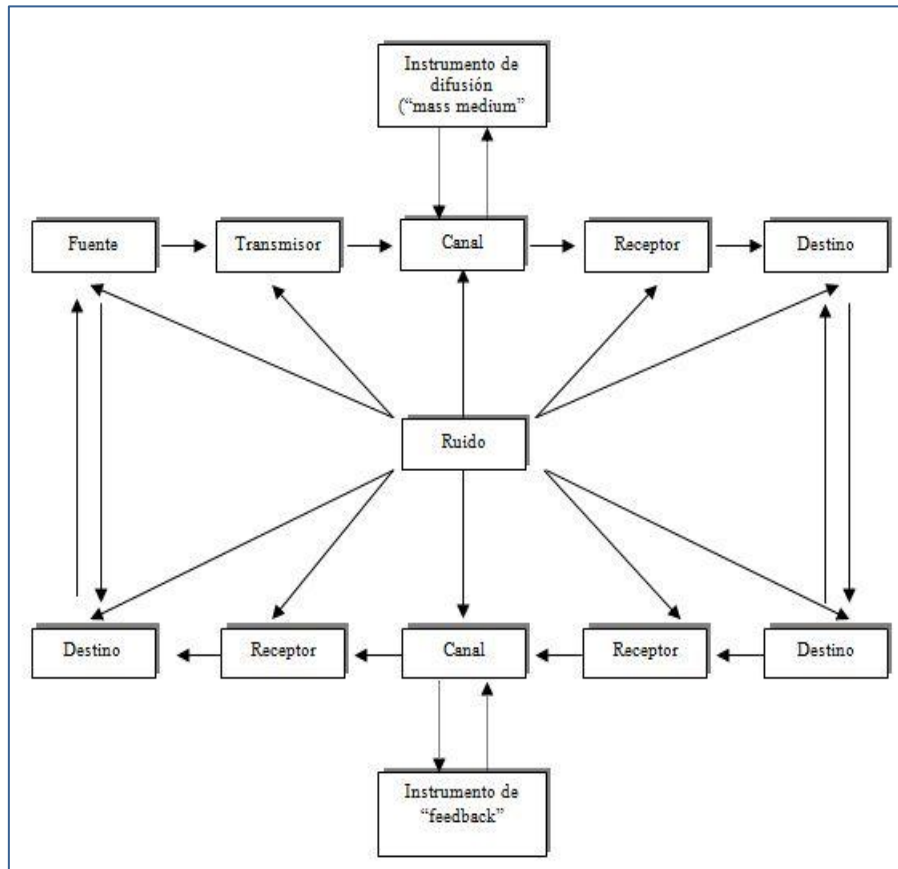 Instrumento de
difusión
(“mass medium”
Fuente
Transmisor
Canal
Receptor
Destino
Ruido
Destino
Receptor
Canal
Receptor
Destino
Instrumento de
“feedback”